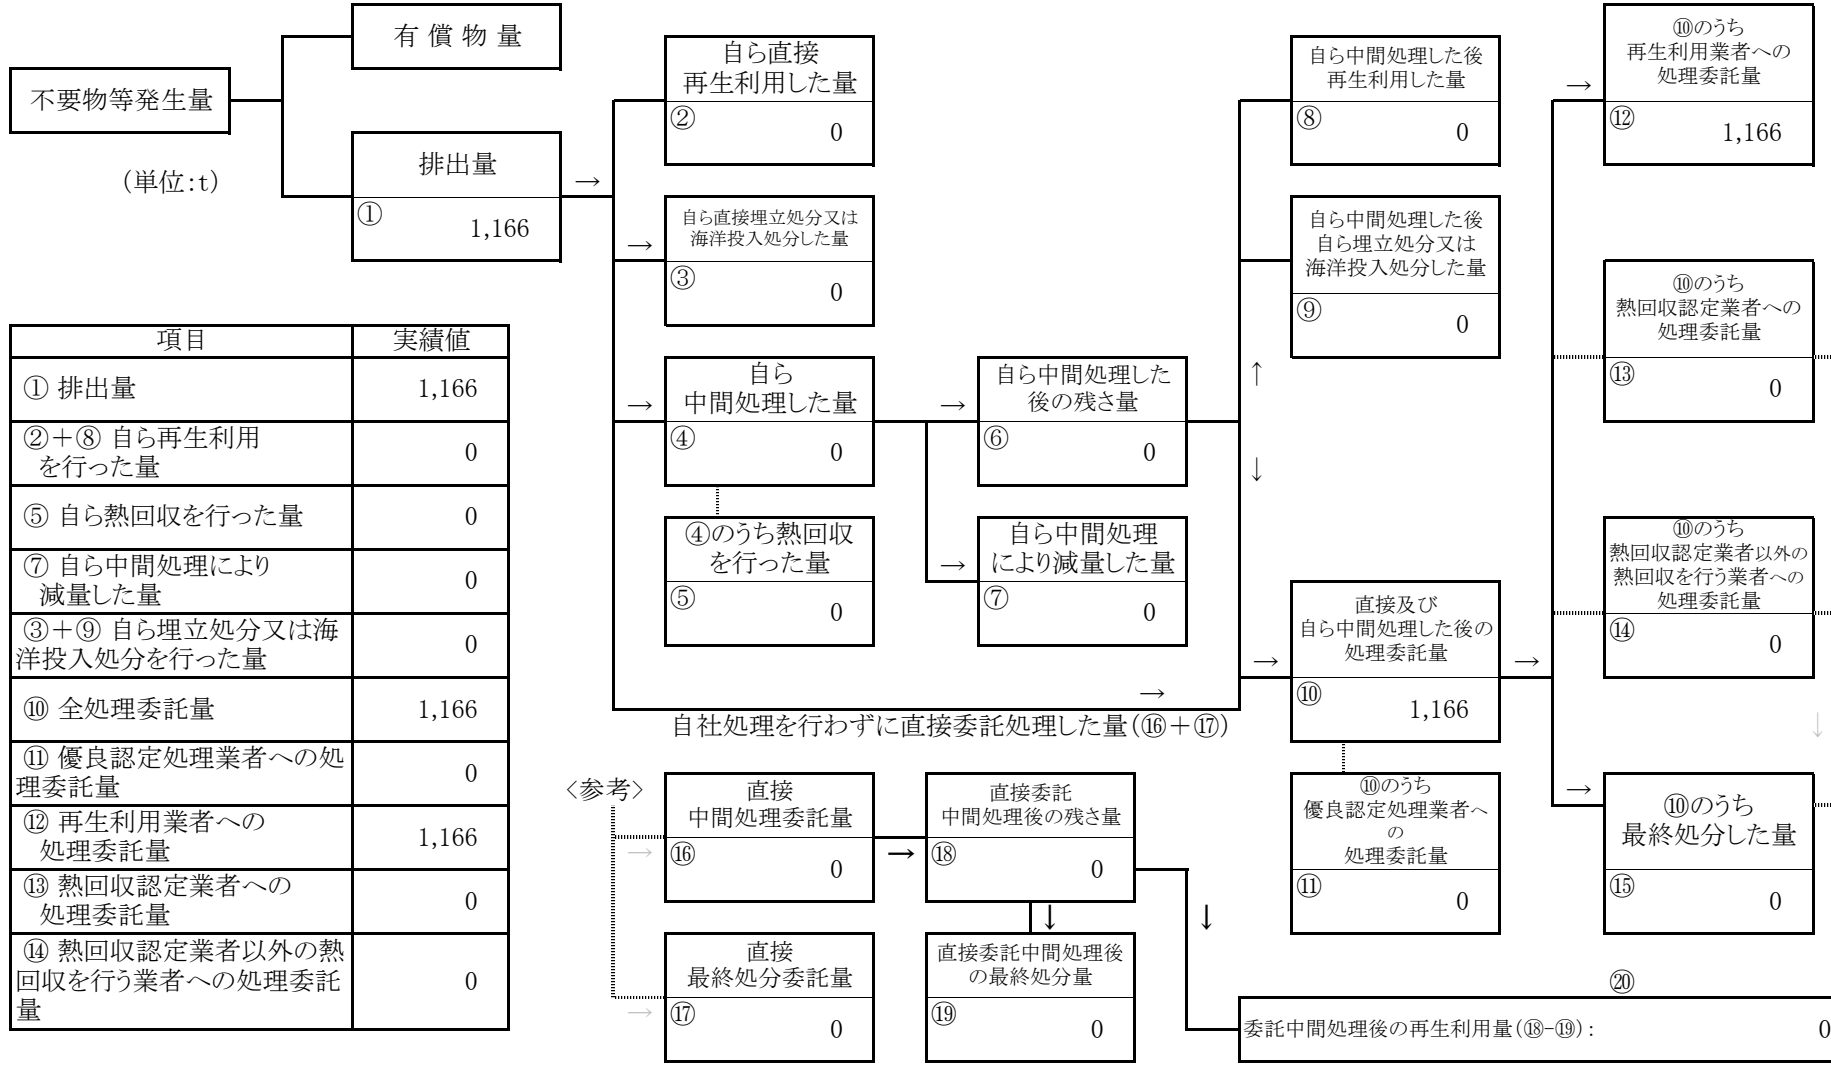 有 償 物 量
不要物等発生量
(単位:t)
排出量
①
1,166
→
自ら直接
再生利用した量
②
0
→
自ら直接埋立処分又は
海洋投入処分した量
③
0
→
自ら
中間処理した量
④
0
④のうち熱回収
を行った量
⑤
0
→
自ら中間処理した
後の残さ量
⑥
0
→
自ら中間処理
により減量した量
⑦
0
自ら中間処理した後
再生利用した量
⑧
0
自ら中間処理した後
自ら埋立処分又は
海洋投入処分した量
⑨
0
↑
↓
→
自社処理を行わずに直接委託処理した量(⑯+⑰)
→
直接及び
自ら中間処理した後の
処理委託量
⑩
1,166
→
⑩のうち
優良認定処理業者へ
の
処理委託量
⑪
0
→
⑩のうち
再生利用業者への
処理委託量
⑫
1,166
⑩のうち
熱回収認定業者への
処理委託量
⑬
0
⑩のうち
熱回収認定業者以外の
熱回収を行う業者への
処理委託量
⑭
0
↓
→
⑩のうち
最終処分した量
⑮
0
項目 実績値
① 排出量 1,166
②+⑧ 自ら再生利用
を行った量 0
⑤ 自ら熱回収を行った量 0
⑦ 自ら中間処理により
減量した量 0
③+⑨ 自ら埋立処分又は海
洋投入処分を行った量 0
⑩ 全処理委託量 1,166
⑪ 優良認定処理業者への処
理委託量 0
⑫ 再生利用業者への
処理委託量 1,166
⑬ 熱回収認定業者への
処理委託量 0
⑭ 熱回収認定業者以外の熱
回収を行う業者への処理委託
量 0
<参考>
→
直接
中間処理委託量
⑯
0
→
直接委託
中間処理後の残さ量
⑱
0
↓
↓
→
直接
最終処分委託量
⑰
0
直接委託中間処理後
の最終処分量
⑲
0
⑳
委託中間処理後の再生利用量(⑱-⑲) : 0